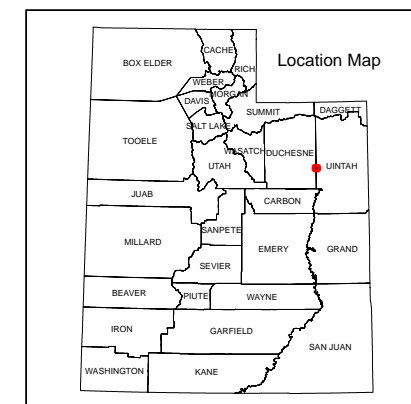 Location Map
CACHE
BOX ELDER
RICH
WEBER
MORGAN
DAVIS
SUMMIT
DAGGETT
SALT LAKE
TOOELE
WASATCH
DUCHESNE
UTAH
UINTAH
JUAB
CARBON
SANPETE
MILLARD
EMERY
GRAND
SEVIER
BEAVER
PIUTE
WAYNE
IRON
GARFIELD
SAN JUAN
WASHINGTON
KANE